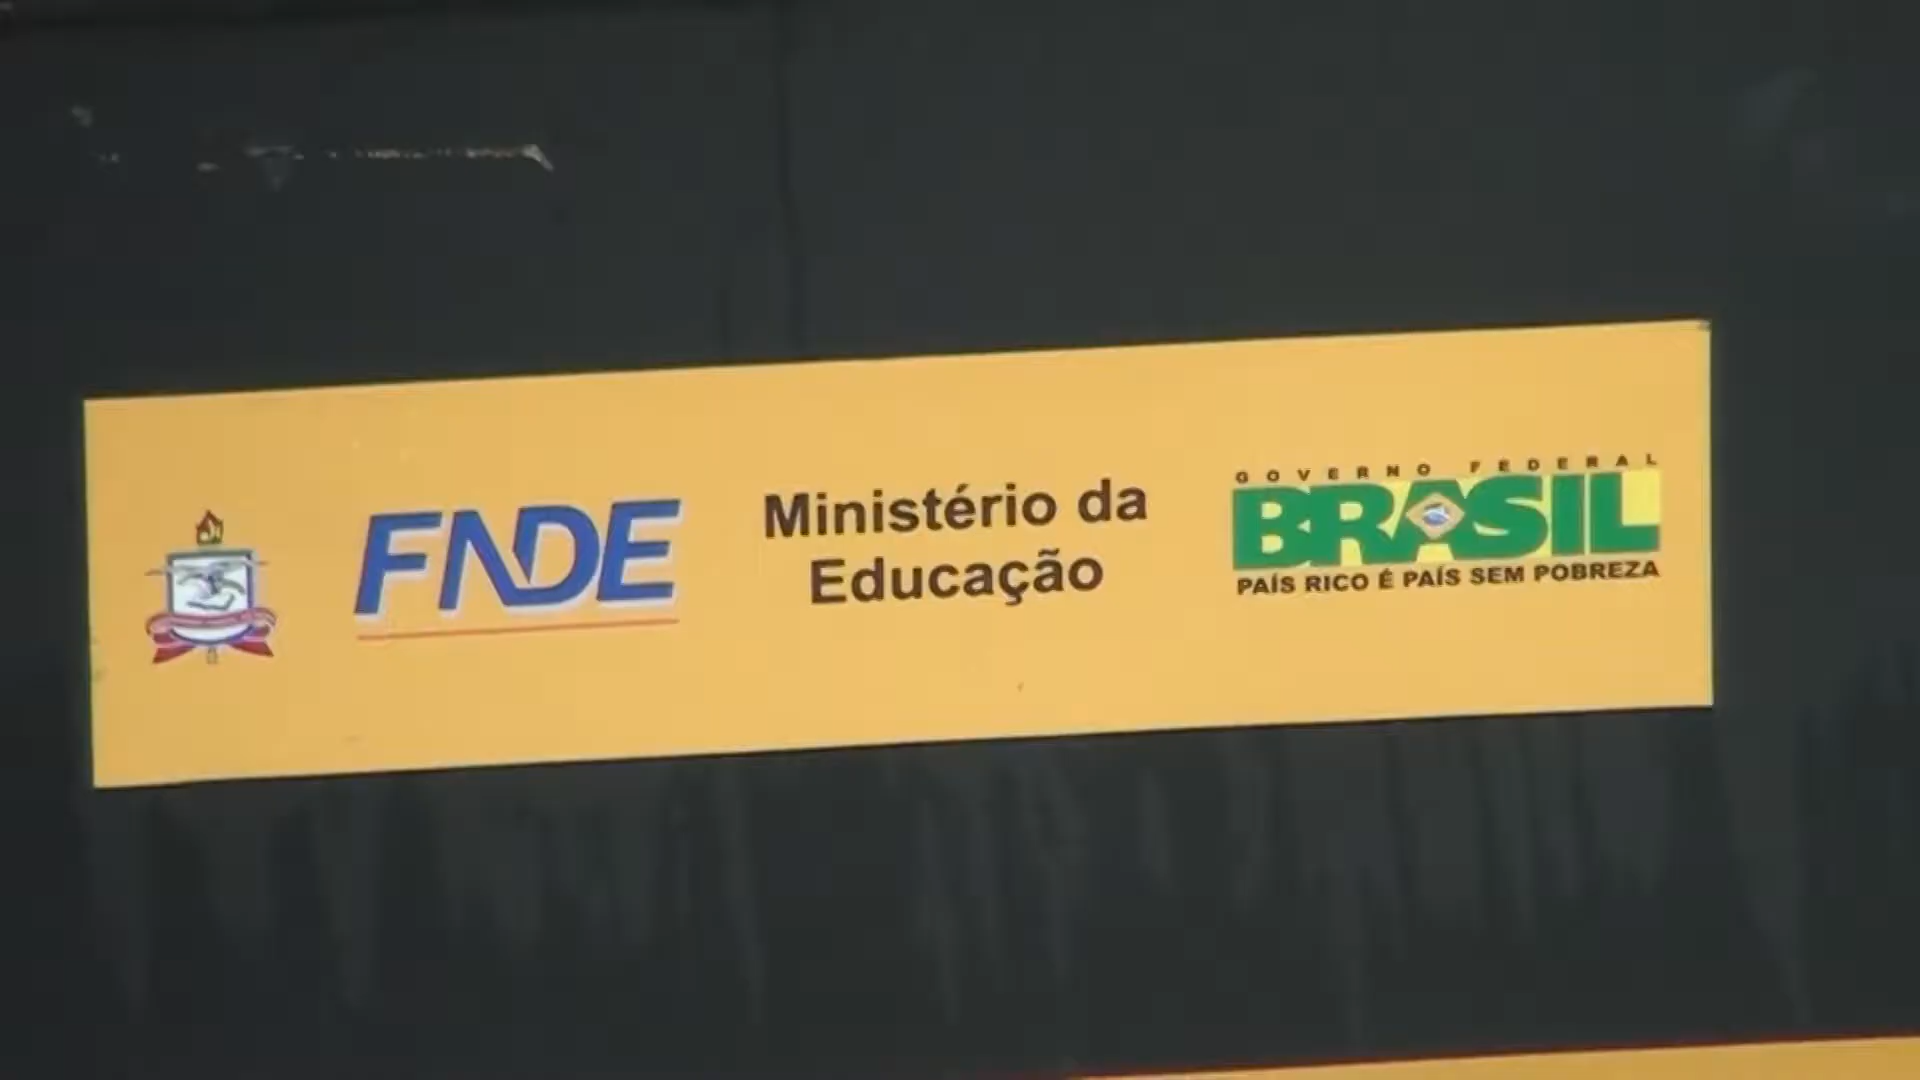 FNDE
Ministério da
Educação
GOVERNO FEDERAL
BRASIL
PAÍS RICO É PAÍS SEM POBREZA